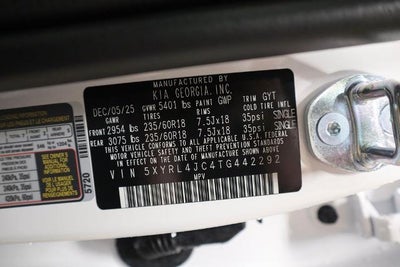 MANUFACTURED BY
KIA GEORGIA, INC.
DEC/05/25 GVWR 5401 lbs PAINT GWP TRIM GYT
GAWR TIRES RIMS COLD TIRE INFL
FRONT 2954 lbs 235/60R18 7.5Jx18 35psi SINGLE
REAR 3075 lbs 235/60R18 7.5Jx18 35psi SINGLE
THIS VEHICLE CONFORMS TO ALL APPLICABLE FEDERAL MOTOR
VEHICLE SAFETY, BUMPER, AND THEFT PREVENTION STANDARDS
IN EFFECT ON THE DATE OF MANUFACTURE SHOWN ABOVE.
VIN 5XYRL4JC4TG442292
MPV
5720